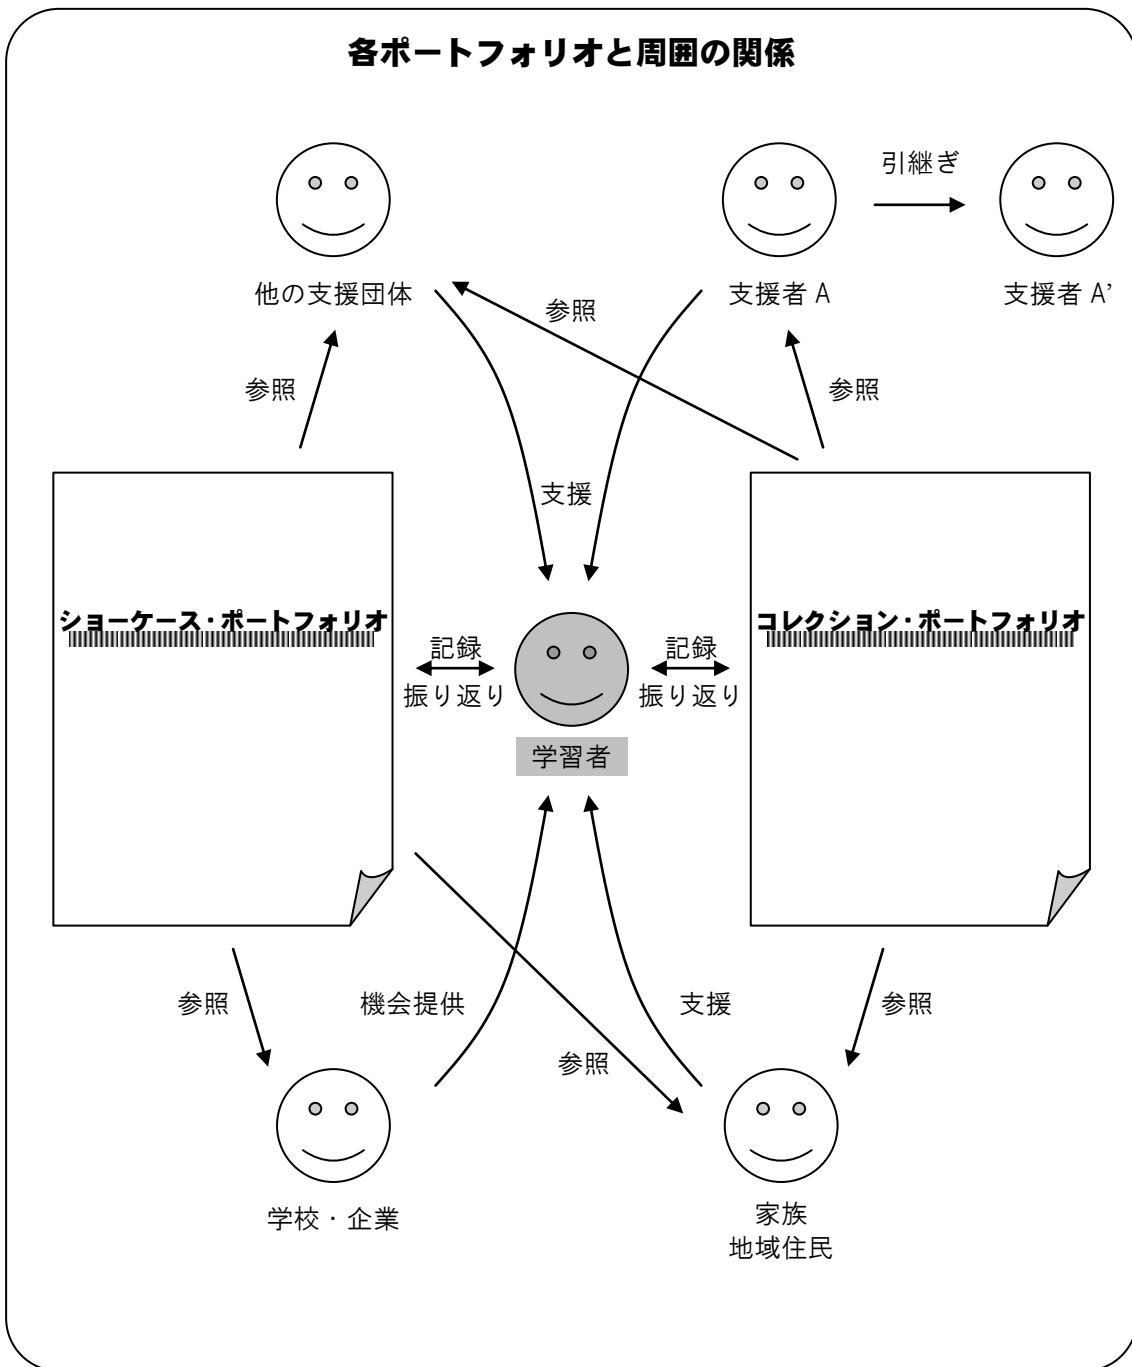 各ポートフォリオと周囲の関係
引継ぎ
他の支援団体
参照
支援者 A
支援者 A’
参照
参照
支援
ショーケース・ポートフォリオ
コレクション・ポートフォリオ
記録
振り返り
記録
振り返り
学習者
参照
機会提供
支援
参照
参照
学校・企業
家族
地域住民